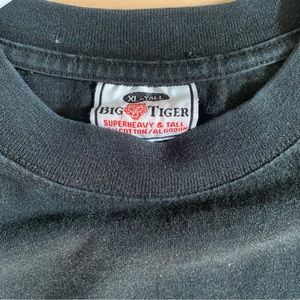 XL TALL
BIG TIGER
SUPERHEAVY & TALL
COTTON/ALGODON